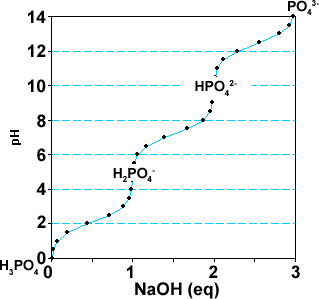 PO₄³⁻
14
12
10
8
6
4
2
0
pH
HPO₄²⁻
H₂PO₄⁻
H₃PO₄
0 1 2 3
NaOH (eq)